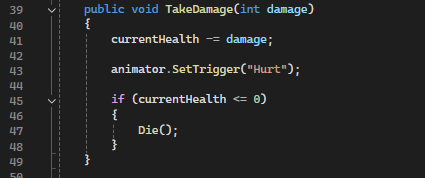 39 public void TakeDamage(int damage)
40 {
41 currentHealth -= damage;
42
43 animator.SetTrigger("Hurt");
44
45 if (currentHealth <= 0)
46 {
47 Die();
48 }
49 }
50